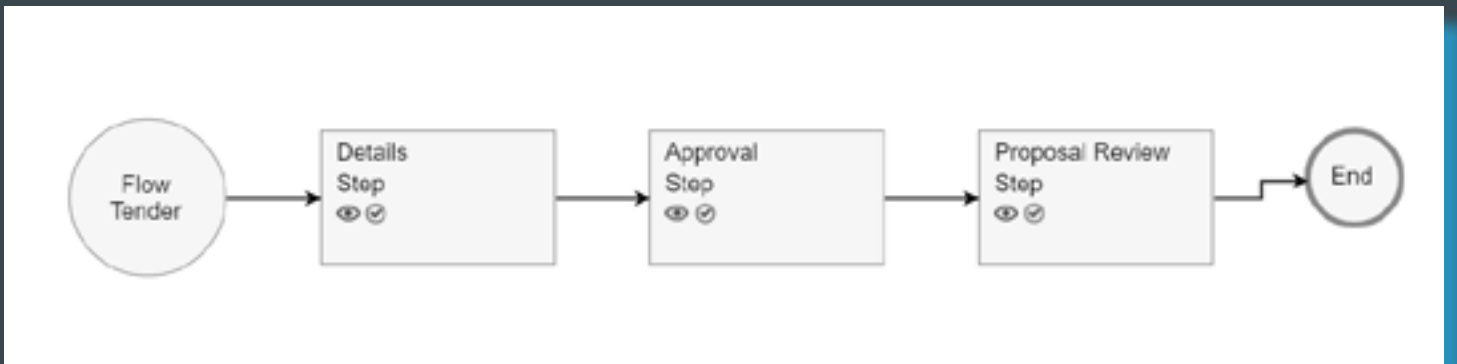 Flow
Tender
Details
Step
Approval
Step
Proposal Review
Step
End